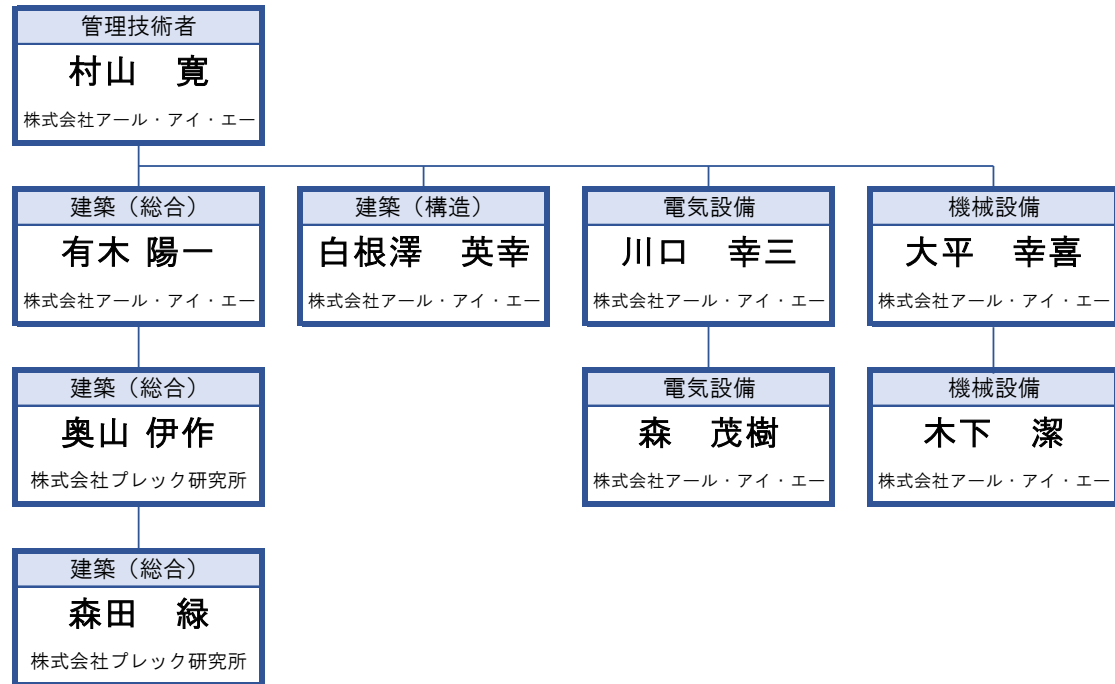 管理技術者
村山　寛
株式会社アール・アイ・エー
建築（総合）
有木 陽一
株式会社アール・アイ・エー
建築（構造）
白根澤　英幸
株式会社アール・アイ・エー
電気設備
川口　幸三
株式会社アール・アイ・エー
機械設備
大平　幸喜
株式会社アール・アイ・エー
建築（総合）
奥山 伊作
株式会社プレック研究所
電気設備
森　茂樹
株式会社アール・アイ・エー
機械設備
木下　潔
株式会社アール・アイ・エー
建築（総合）
森田　緑
株式会社プレック研究所